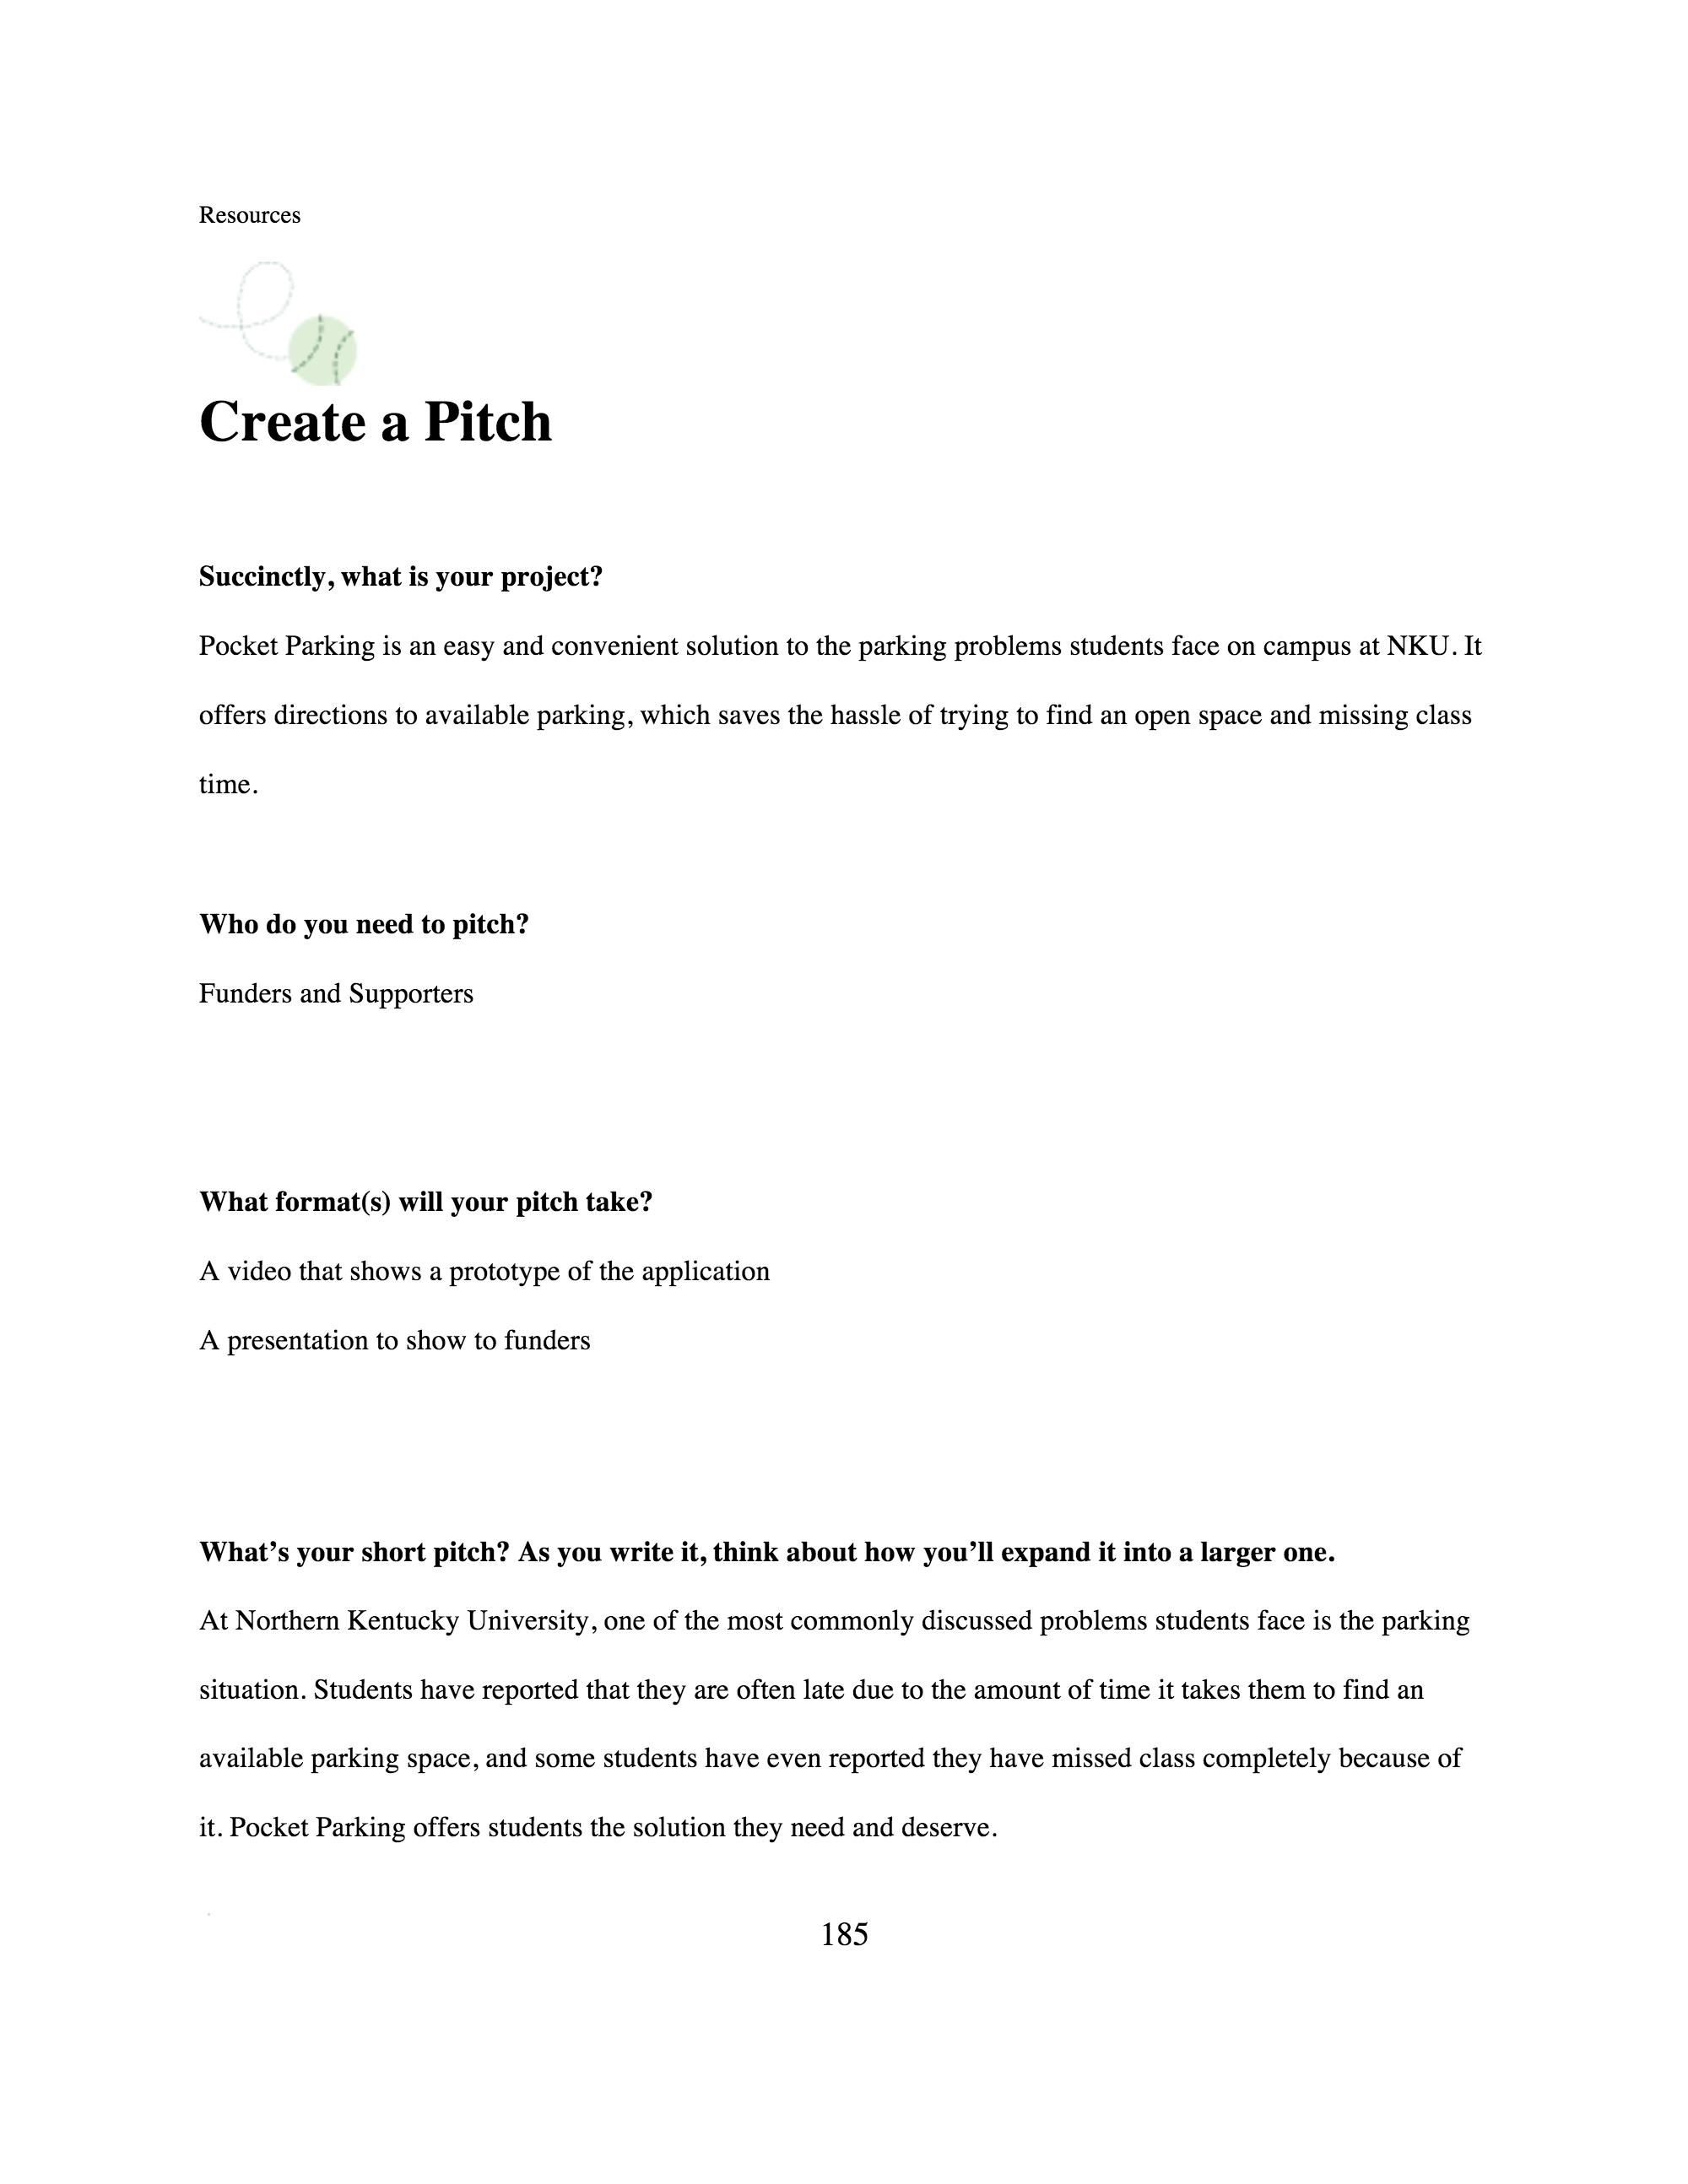 Resources
Create a Pitch
Succinctly, what is your project?
Pocket Parking is an easy and convenient solution to the parking problems students face on campus at NKU. It
offers directions to available parking, which saves the hassle of trying to find an open space and missing class
time.
Who do you need to pitch?
Funders and Supporters
What format(s) will your pitch take?
A video that shows a prototype of the application
A presentation to show to funders
What’s your short pitch? As you write it, think about how you’ll expand it into a larger one.
At Northern Kentucky University, one of the most commonly discussed problems students face is the parking
situation. Students have reported that they are often late due to the amount of time it takes them to find an
available parking space, and some students have even reported they have missed class completely because of
it. Pocket Parking offers students the solution they need and deserve.
185